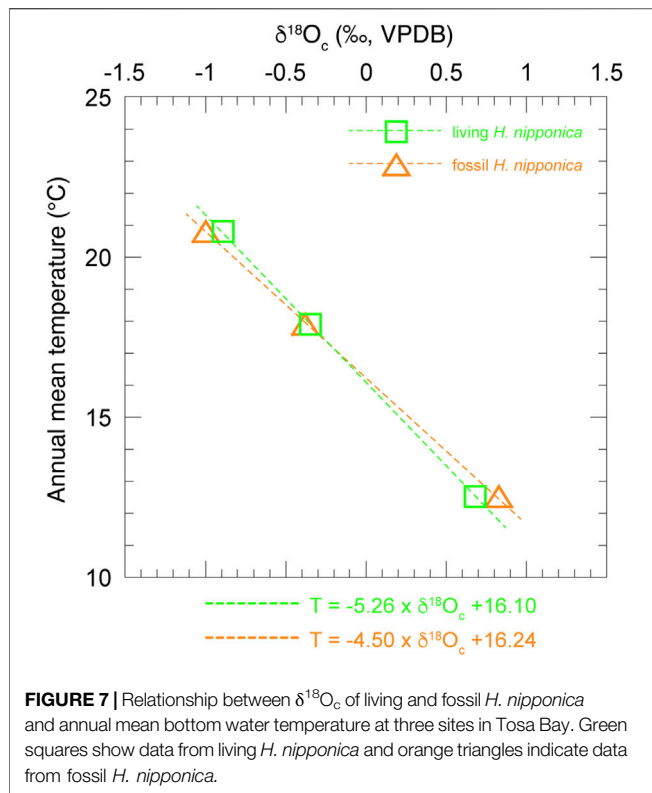 δ¹⁸Oc (‰, VPDB)
-1.5 -1 -0.5 0 0.5 1 1.5
25
living H. nipponica
fossil H. nipponica
20
Annual mean temperature (°C)
15
10
T = -5.26 x δ¹⁸Oc +16.10
T = -4.50 x δ¹⁸Oc +16.24
FIGURE 7 | Relationship between δ¹⁸Oc of living and fossil H. nipponica
and annual mean bottom water temperature at three sites in Tosa Bay. Green
squares show data from living H. nipponica and orange triangles indicate data
from fossil H. nipponica.